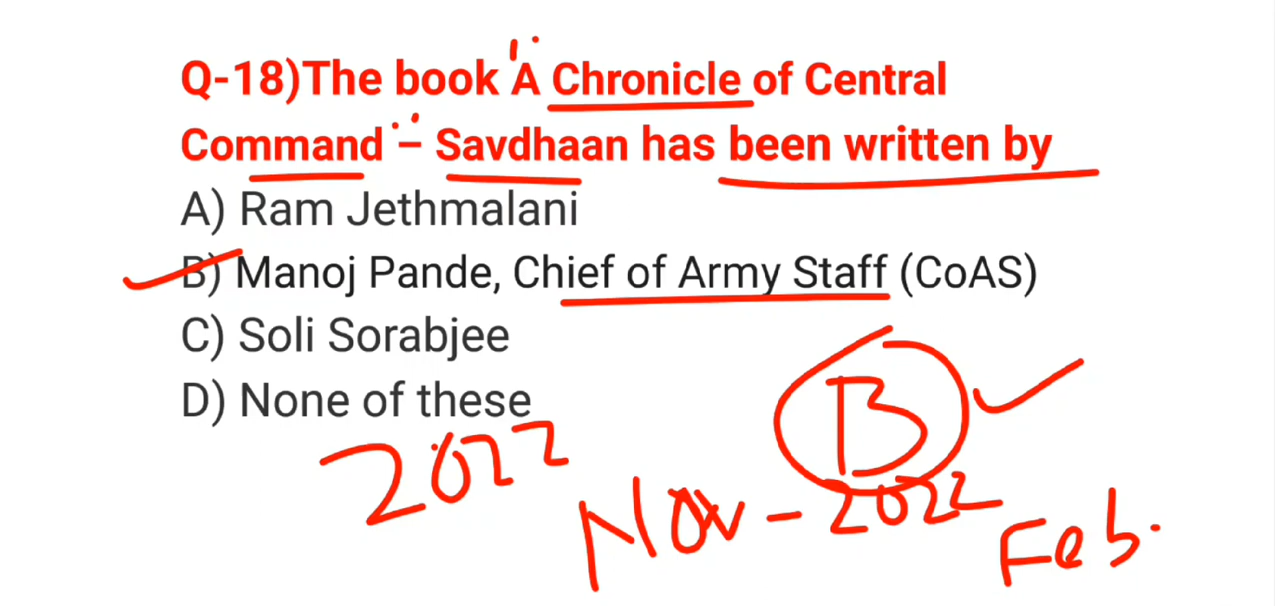 Q-18)The book 'A Chronicle of Central
Command – Savdhaan has been written by
A) Ram Jethmalani
B) Manoj Pande, Chief of Army Staff (CoAS)
C) Soli Sorabjee
D) None of these
B
2022
Nov - 2022
Feb.